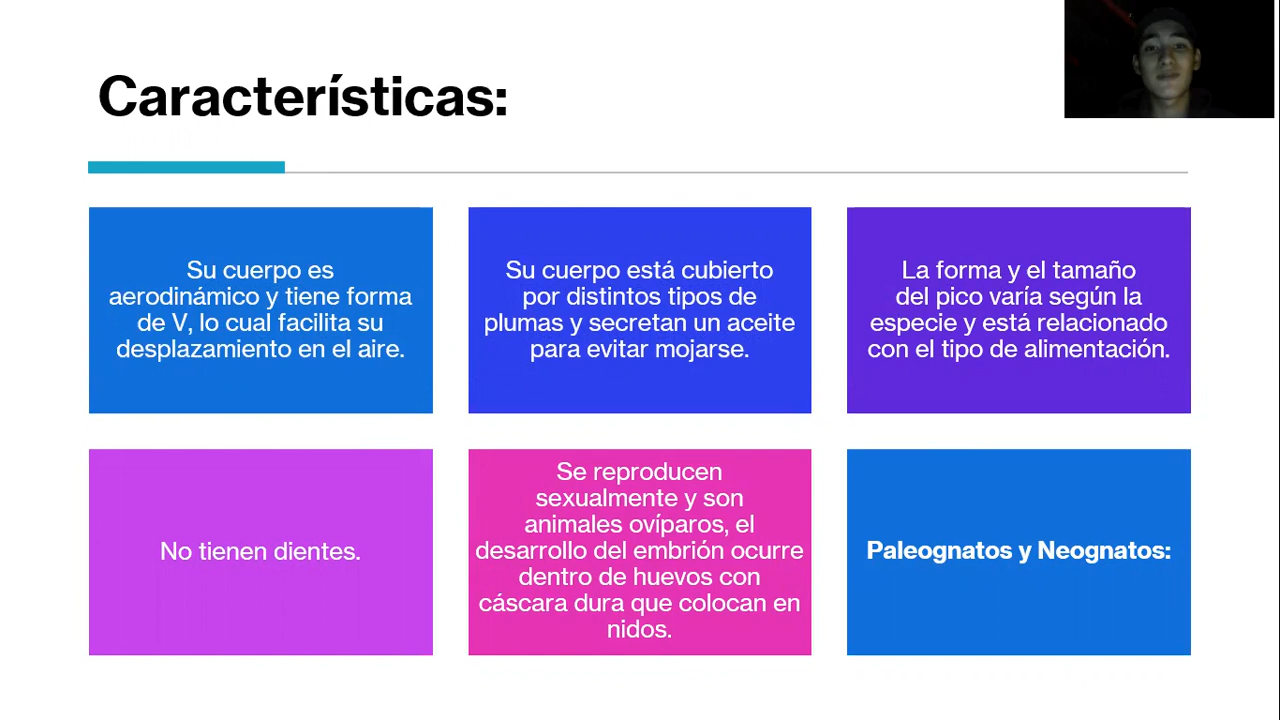 Características:
Su cuerpo es
aerodinámico y tiene forma
de V, lo cual facilita su
desplazamiento en el aire.
Su cuerpo está cubierto
por distintos tipos de
plumas y secretan un aceite
para evitar mojarse.
La forma y el tamaño
del pico varía según la
especie y está relacionado
con el tipo de alimentación.
No tienen dientes.
Se reproducen
sexualmente y son
animales ovíparos, el
desarrollo del embrión ocurre
dentro de huevos con
cáscara dura que colocan en
nidos.
Paleognatos y Neognatos: